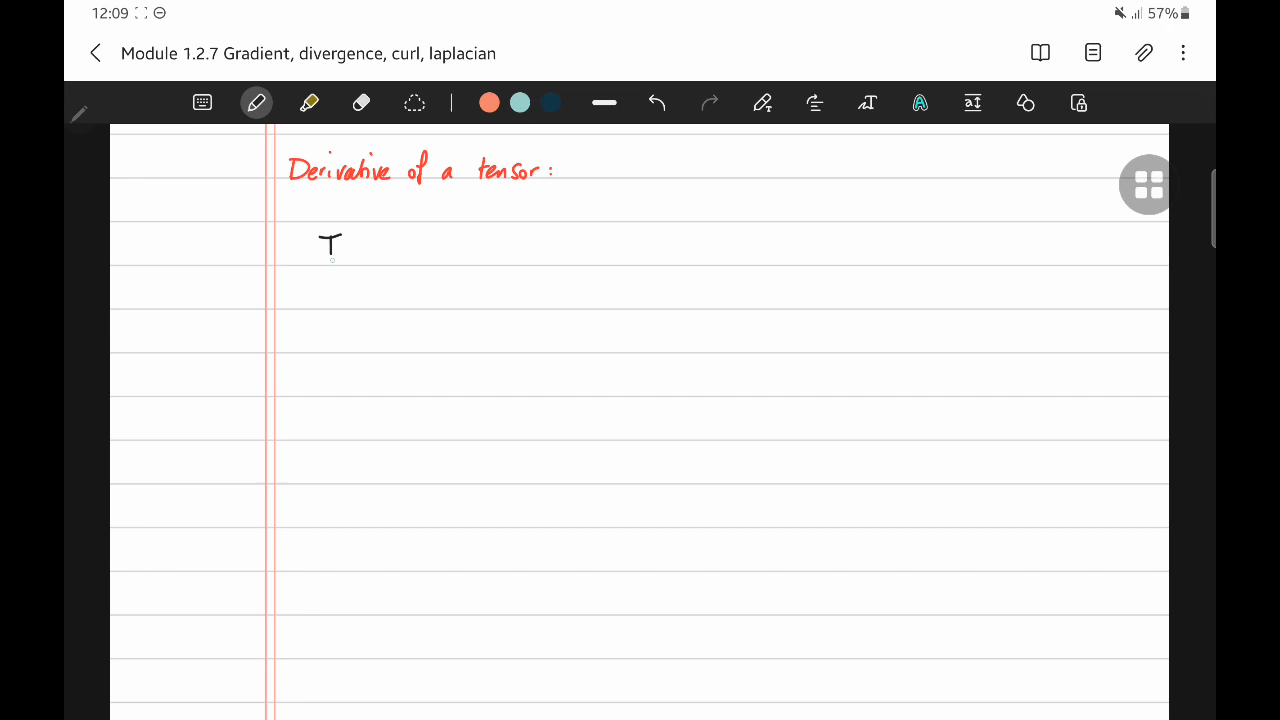 12:09
57%
Module 1.2.7 Gradient, divergence, curl, laplacian
Derivative of a tensor:
T